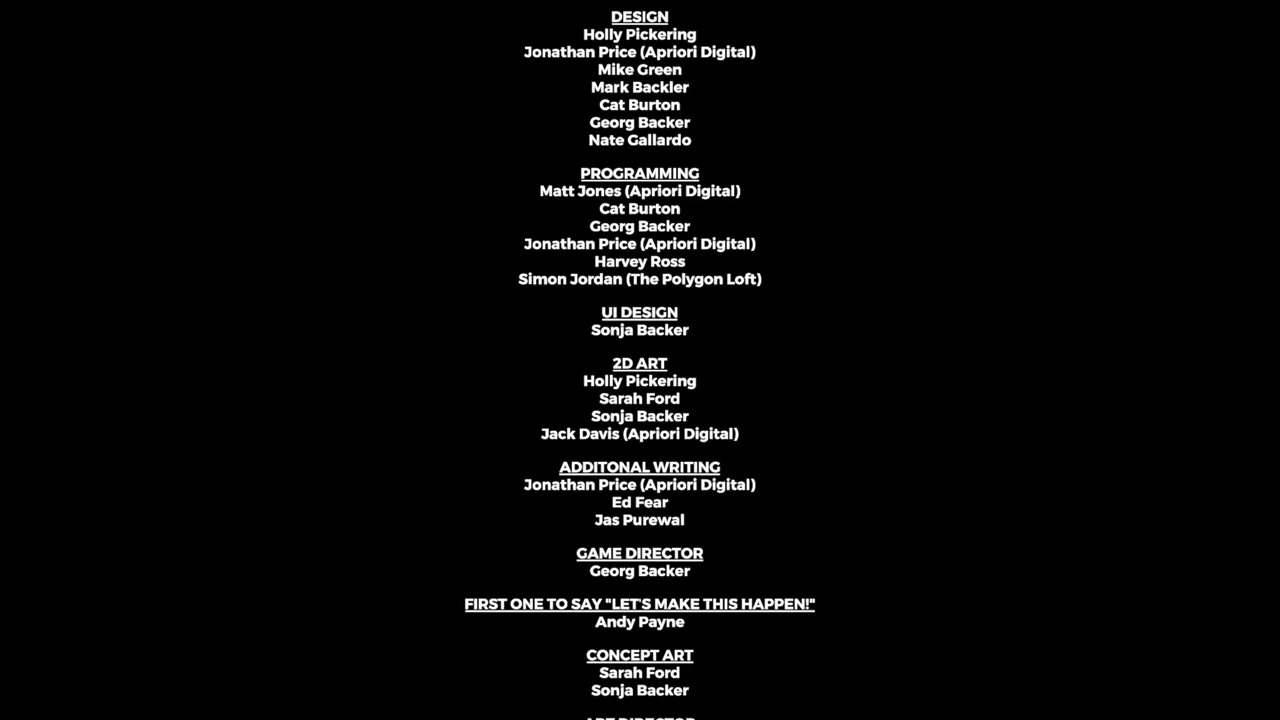 DESIGN
Holly Pickering
Jonathan Price (Apriori Digital)
Mike Green
Mark Backler
Cat Burton
Georg Backer
Nate Gallardo
PROGRAMMING
Matt Jones (Apriori Digital)
Cat Burton
Georg Backer
Jonathan Price (Apriori Digital)
Harvey Ross
Simon Jordan (The Polygon Loft)
UI DESIGN
Sonja Backer
2D ART
Holly Pickering
Sarah Ford
Sonja Backer
Jack Davis (Apriori Digital)
ADDITONAL WRITING
Jonathan Price (Apriori Digital)
Ed Fear
Jas Purewal
GAME DIRECTOR
Georg Backer
FIRST ONE TO SAY "LET'S MAKE THIS HAPPEN!"
Andy Payne
CONCEPT ART
Sarah Ford
Sonja Backer
ART DIRECTOR